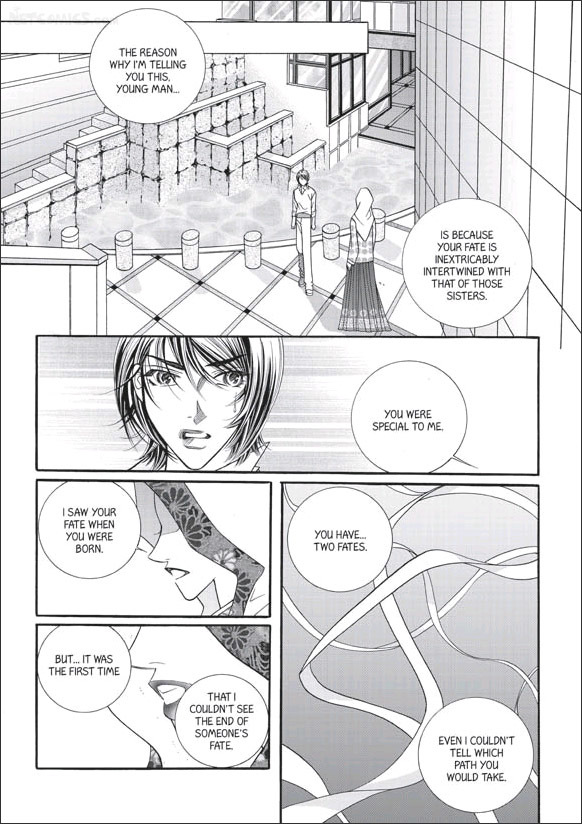 THE REASON
WHY I'M TELLING
YOU THIS,
YOUNG MAN...
IS BECAUSE
YOUR FATE IS
INEXTRICABLY
INTERTWINED WITH
THAT OF THOSE
SISTERS.
YOU WERE
SPECIAL TO ME.
I SAW YOUR
FATE WHEN
YOU WERE
BORN.
BUT... IT WAS
THE FIRST TIME
THAT I
COULDN'T SEE
THE END OF
SOMEONE'S
FATE.
YOU HAVE...
TWO FATES.
EVEN I COULDN'T
TELL WHICH
PATH YOU
WOULD TAKE.